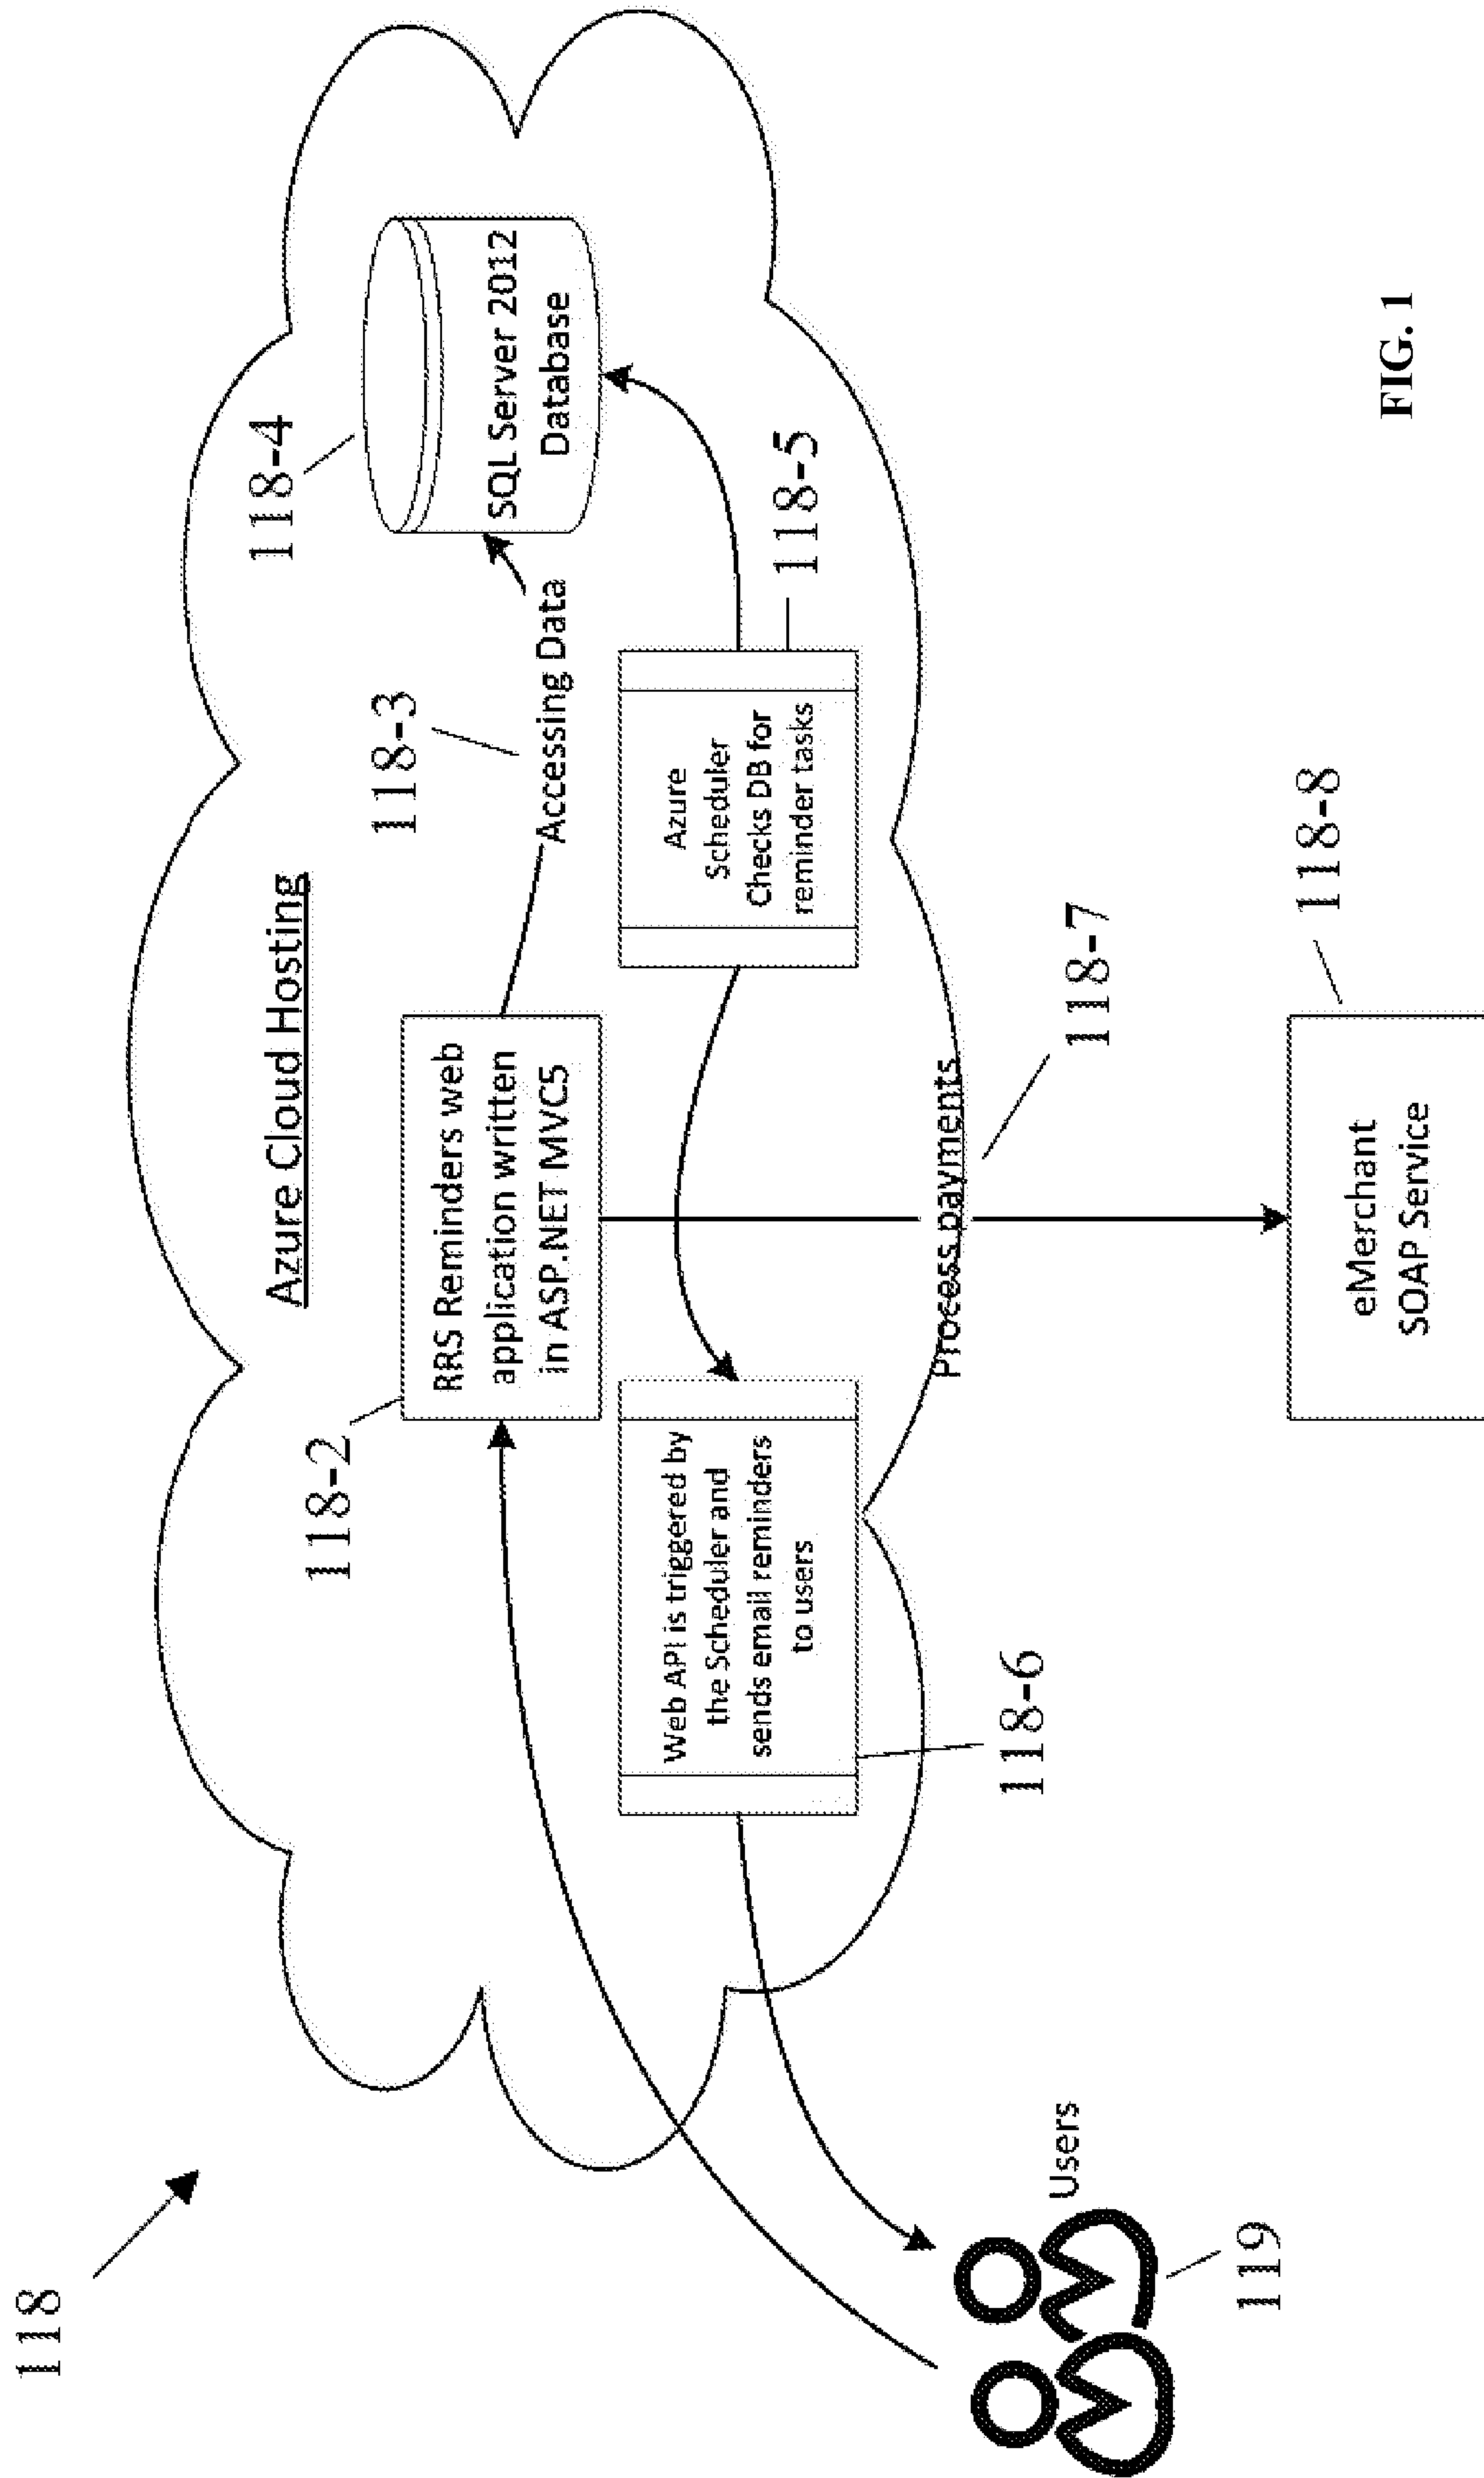 118
Azure Cloud Hosting
118-4
118-3
118-2
RRS Reminders web
application written
in ASP.NET MVC5
Accessing Data
SQL Server 2012
Database
Web API is triggered by
the Scheduler and
sends email reminders
to users
Azure
Scheduler
Checks DB for
reminder tasks
118-5
118-6
Process payments
118-7
Users
119
118-8
eMerchant
SOAP Service
FIG. 1